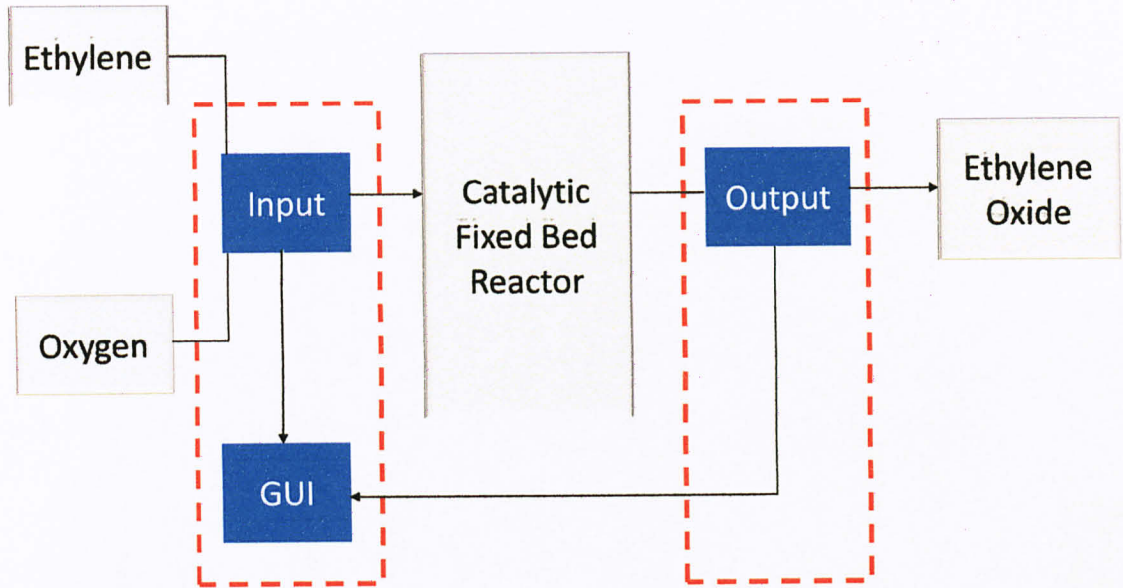 Ethylene
Input
Oxygen
GUI
Catalytic
Fixed Bed
Reactor
Output
Ethylene
Oxide